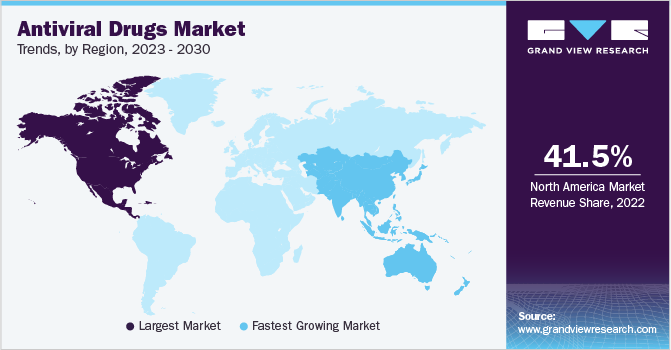 Antiviral Drugs Market
Trends, by Region, 2023 - 2030
GRAND VIEW RESEARCH
41.5%
North America Market
Revenue Share, 2022
Largest Market
Fastest Growing Market
Source:
www.grandviewresearch.com